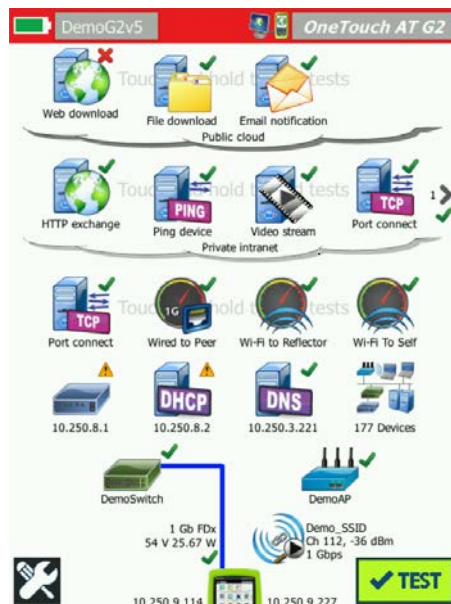 DemoG2v5 OneTouch AT G2
Web download File download Email notification
Public cloud
PING TCP 1
HTTP exchange Ping device Video stream Port connect
Private intranet
TCP 1G
Port connect Wired to Peer Wi-Fi to Reflector Wi-Fi To Self
DHCP DNS
10.250.8.1 10.250.8.2 10.250.3.221 177 Devices
DemoSwitch DemoAP
1 Gb FDx Demo_SSID
54 V 25.67 W Ch 112, -36 dBm
1 Gbps
TEST
10.250.9.114 10.250.9.227